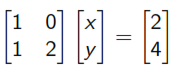 [1 0; 1 2] [x; y] = [2; 4]